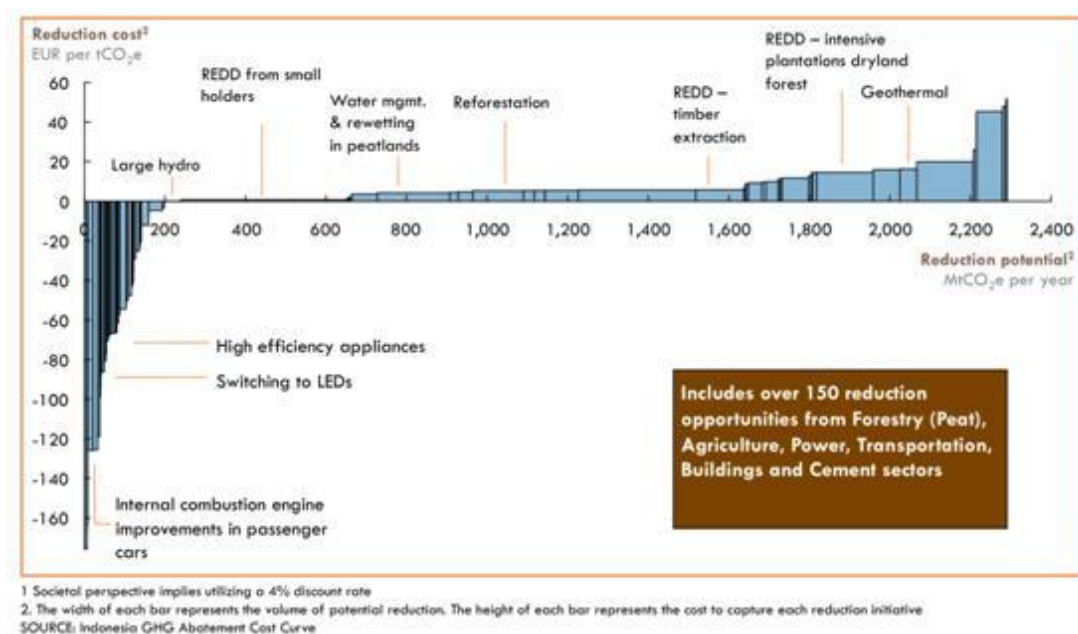 Reduction cost²
EUR per tCO₂e
60
40
20
0
-20
-40
-60
-80
-100
-120
-140
-160
REDD from small
holders
Large hydro
Water mgmt.
& rewetting
in peatlands
Reforestation
REDD –
timber
extraction
REDD – intensive
plantations dryland
forest
Geothermal
0 200 400 600 800 1,000 1,200 1,400 1,600 1,800 2,000 2,200 2,400
Reduction potential²
MtCO₂e per year
High efficiency appliances
Switching to LEDs
Internal combustion engine
improvements in passenger
cars
Includes over 150 reduction
opportunities from Forestry (Peat),
Agriculture, Power, Transportation,
Buildings and Cement sectors
1 Societal perspective implies utilizing a 4% discount rate
2. The width of each bar represents the volume of potential reduction. The height of each bar represents the cost to capture each reduction initiative
SOURCE: Indonesia GHG Abatement Cost Curve